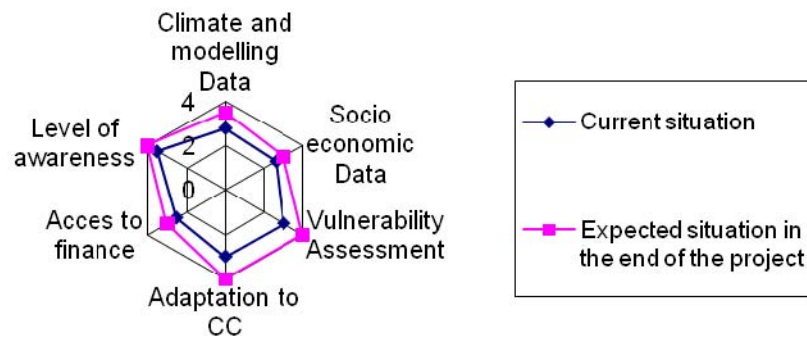 Climate and
modelling
Data
4
2
0
Socio
economic
Data
Vulnerability
Assessment
Adaptation to
CC
Acces to
finance
Level of
awareness
Current situation
Expected situation in
the end of the project